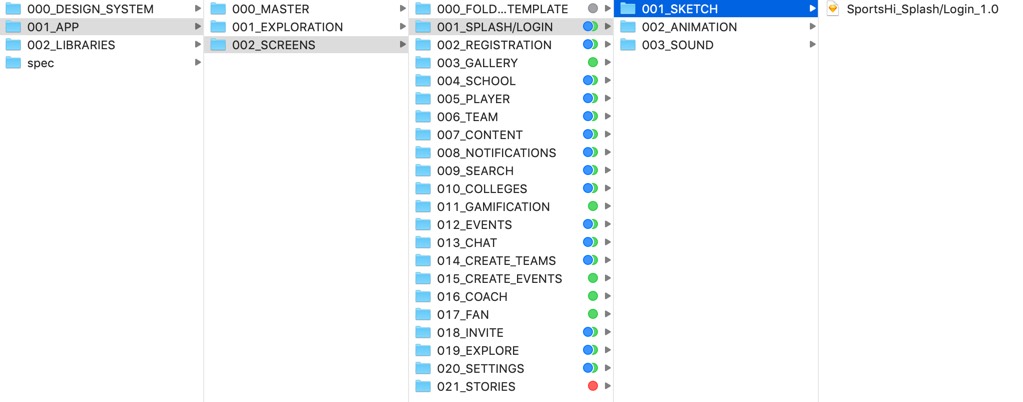 000_DESIGN_SYSTEM
001_APP
002_LIBRARIES
spec
000_MASTER
001_EXPLORATION
002_SCREENS
000_FOLD...TEMPLATE
001_SPLASH/LOGIN
002_REGISTRATION
003_GALLERY
004_SCHOOL
005_PLAYER
006_TEAM
007_CONTENT
008_NOTIFICATIONS
009_SEARCH
010_COLLEGES
011_GAMIFICATION
012_EVENTS
013_CHAT
014_CREATE_TEAMS
015_CREATE_EVENTS
016_COACH
017_FAN
018_INVITE
019_EXPLORE
020_SETTINGS
021_STORIES
001_SKETCH
002_ANIMATION
003_SOUND
SportsHi_Splash/Login_1.0